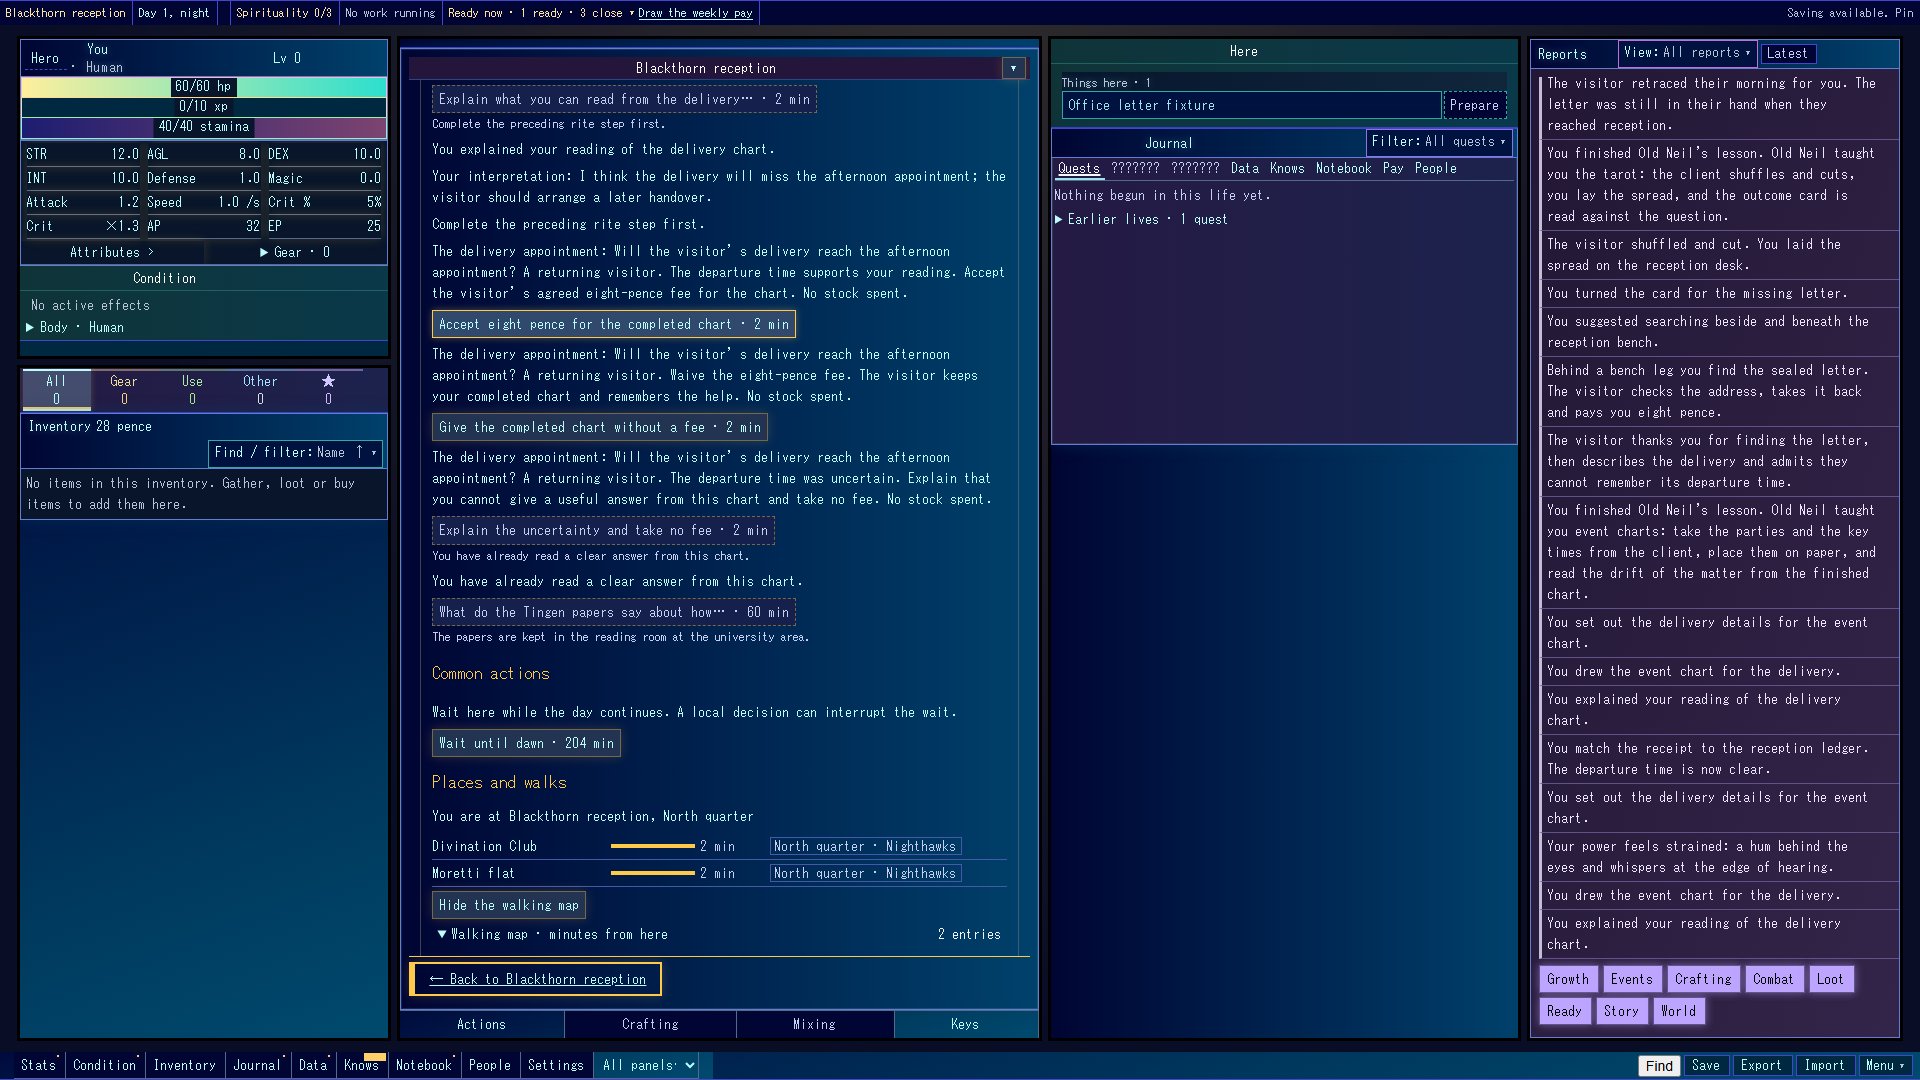 Blackthorn reception
Day 1, night
Spirituality 0/3
No work running
Ready now · 1 ready · 3 close ▾ Draw the weekly pay
Saving available. Pin
Hero · You Human
Lv 0
60/60 hp
0/10 xp
40/40 stamina
STR 12.0 AGL 8.0 DEX 10.0
INT 10.0 Defense 1.0 Magic 0.0
Attack 1.2 Speed 1.0 /s Crit % 5%
Crit ×1.3 AP 32 EP 25
Attributes >
▶ Gear · 0
Condition
No active effects
▶ Body · Human
All Gear Use Other ★
0 0 0 0 0
Inventory 28 pence
Find / filter: Name ↑ ▾
No items in this inventory. Gather, loot or buy
items to add them here.
Blackthorn reception
▼
Explain what you can read from the delivery… · 2 min
Complete the preceding rite step first.
You explained your reading of the delivery chart.
Your interpretation: I think the delivery will miss the afternoon appointment; the
visitor should arrange a later handover.
Complete the preceding rite step first.
The delivery appointment: Will the visitor's delivery reach the afternoon
appointment? A returning visitor. The departure time supports your reading. Accept
the visitor's agreed eight-pence fee for the chart. No stock spent.
Accept eight pence for the completed chart · 2 min
The delivery appointment: Will the visitor's delivery reach the afternoon
appointment? A returning visitor. Waive the eight-pence fee. The visitor keeps
your completed chart and remembers the help. No stock spent.
Give the completed chart without a fee · 2 min
The delivery appointment: Will the visitor's delivery reach the afternoon
appointment? A returning visitor. The departure time was uncertain. Explain that
you cannot give a useful answer from this chart and take no fee. No stock spent.
Explain the uncertainty and take no fee · 2 min
You have already read a clear answer from this chart.
You have already read a clear answer from this chart.
What do the Tingen papers say about how… · 60 min
The papers are kept in the reading room at the university area.
Common actions
Wait here while the day continues. A local decision can interrupt the wait.
Wait until dawn · 204 min
Places and walks
You are at Blackthorn reception, North quarter
Divination Club 2 min North quarter · Nighthawks
Moretti flat 2 min North quarter · Nighthawks
Hide the walking map
▼ Walking map · minutes from here 2 entries
← Back to Blackthorn reception
Actions Crafting Mixing Keys
Here
Things here · 1
Office letter fixture
Prepare
Journal
Filter: All quests ▾
Quests ??????? ??????? Data Knows Notebook Pay People
Nothing begun in this life yet.
▶ Earlier lives · 1 quest
Reports
View: All reports ▾
Latest
The visitor retraced their morning for you. The
letter was still in their hand when they
reached reception.
You finished Old Neil's lesson. Old Neil taught
you the tarot: the client shuffles and cuts,
you lay the spread, and the outcome card is
read against the question.
The visitor shuffled and cut. You laid the
spread on the reception desk.
You turned the card for the missing letter.
You suggested searching beside and beneath the
reception bench.
Behind a bench leg you find the sealed letter.
The visitor checks the address, takes it back
and pays you eight pence.
The visitor thanks you for finding the letter,
then describes the delivery and admits they
cannot remember its departure time.
You finished Old Neil's lesson. Old Neil taught
you event charts: take the parties and the key
times from the client, place them on paper, and
read the drift of the matter from the finished
chart.
You set out the delivery details for the event
chart.
You drew the event chart for the delivery.
You explained your reading of the delivery
chart.
You match the receipt to the reception ledger.
The departure time is now clear.
You set out the delivery details for the event
chart.
Your power feels strained: a hum behind the
eyes and whispers at the edge of hearing.
You drew the event chart for the delivery.
You explained your reading of the delivery
chart.
Growth Events Crafting Combat Loot
Ready Story World
Stats Condition Inventory Journal Data Knows Notebook People Settings All panels
Find Save Export Import Menu ▾